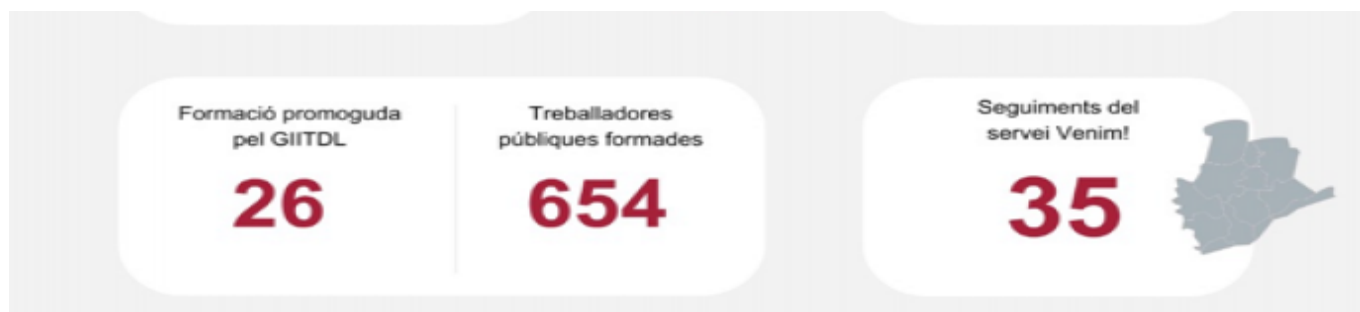 Formació promoguda
pel GIITDL
26
Treballadores
públiques formades
654
Seguiments del
servei Venim!
35